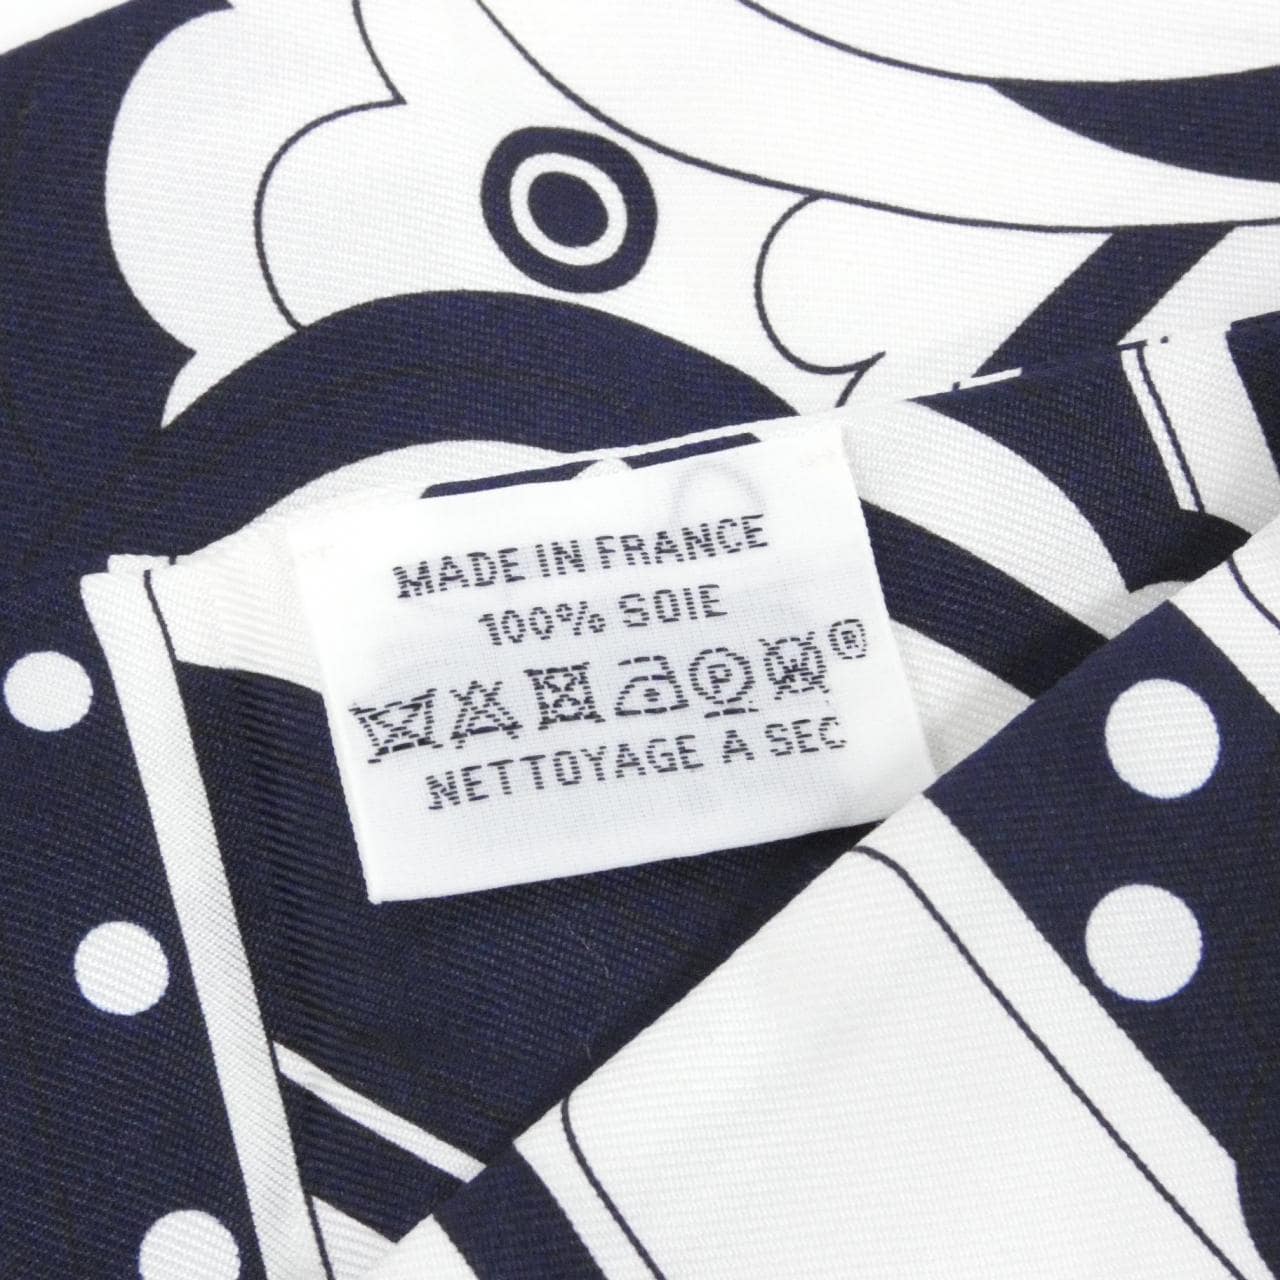 MADE IN FRANCE
100% SOIE
P W ®
NETTOYAGE A SEC